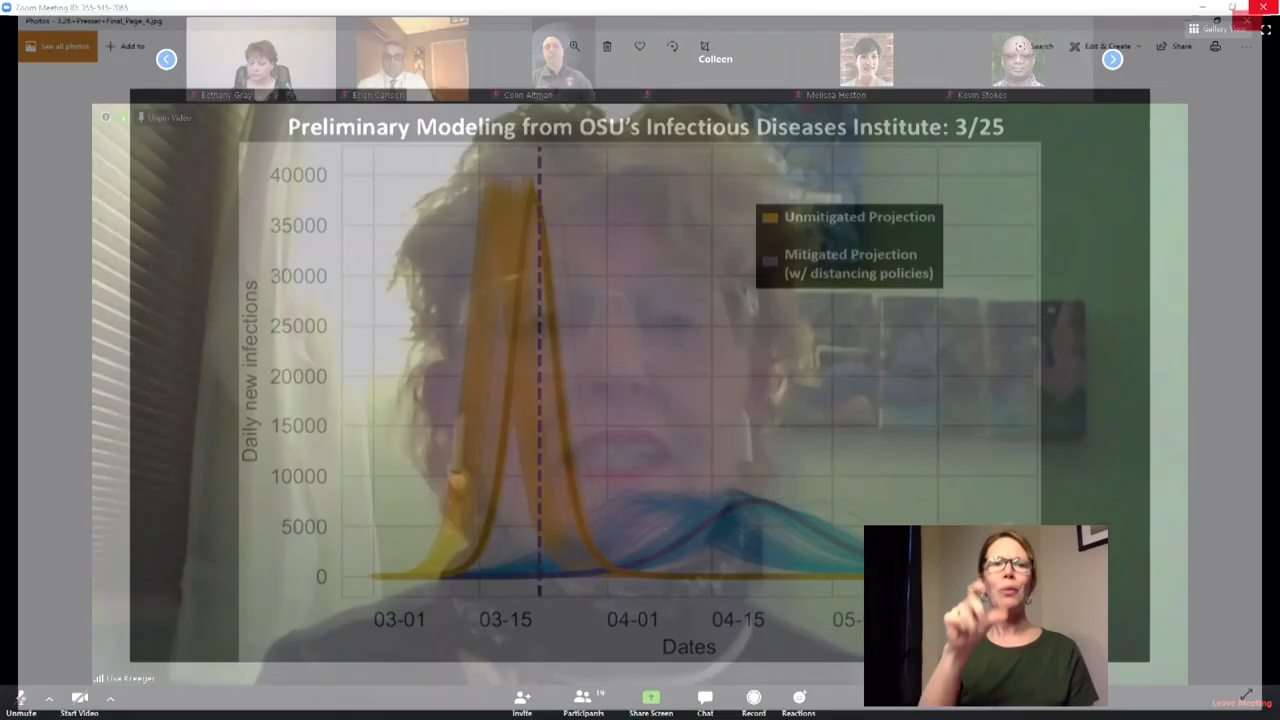 Zoom Meeting ID: 355-545-7065
Photos - 3.26+Presser+Final_Page_4.jpg
See all photos
Add to
Search
Edit & Create
Share
Gallery View
Bethany Gray
Colin Altman
Colleen
Melissa Heston
Kevin Stokes
Unpin Video
Preliminary Modeling from OSU's Infectious Diseases Institute: 3/25
40000
35000
30000
25000
20000
15000
10000
5000
0
Daily new infections
Unmitigated Projection
Mitigated Projection
(w/ distancing policies)
03-01
03-15
04-01
04-15
05-
Dates
Lisa Kreeger
Unmute
Start Video
Invite
Participants
19
Share Screen
Chat
Record
Reactions
Leave Meeting